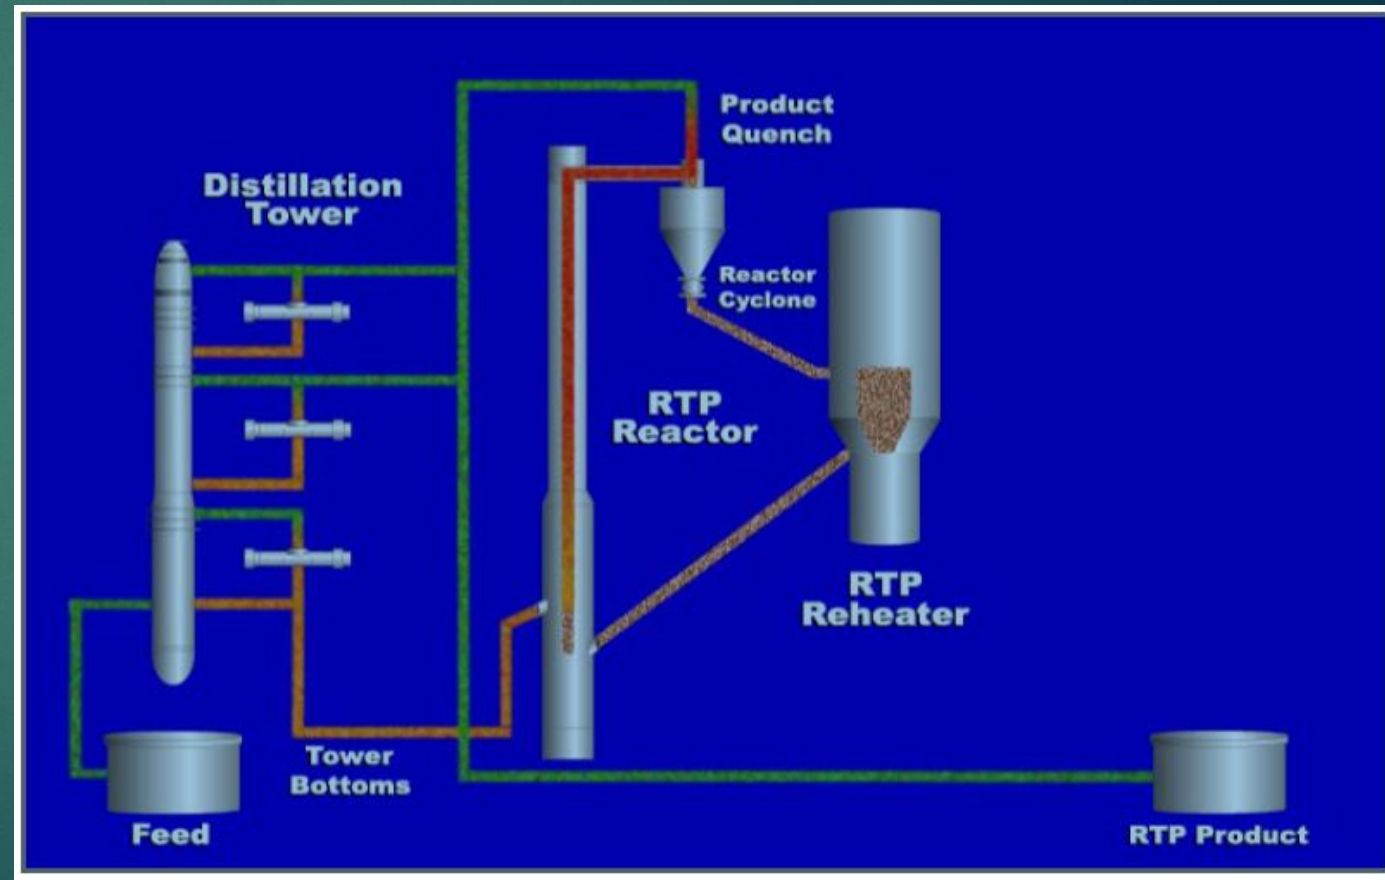 Product
Quench
Distillation
Tower
Reactor
Cyclone
RTP
Reactor
RTP
Reheater
Tower
Bottoms
Feed
RTP Product